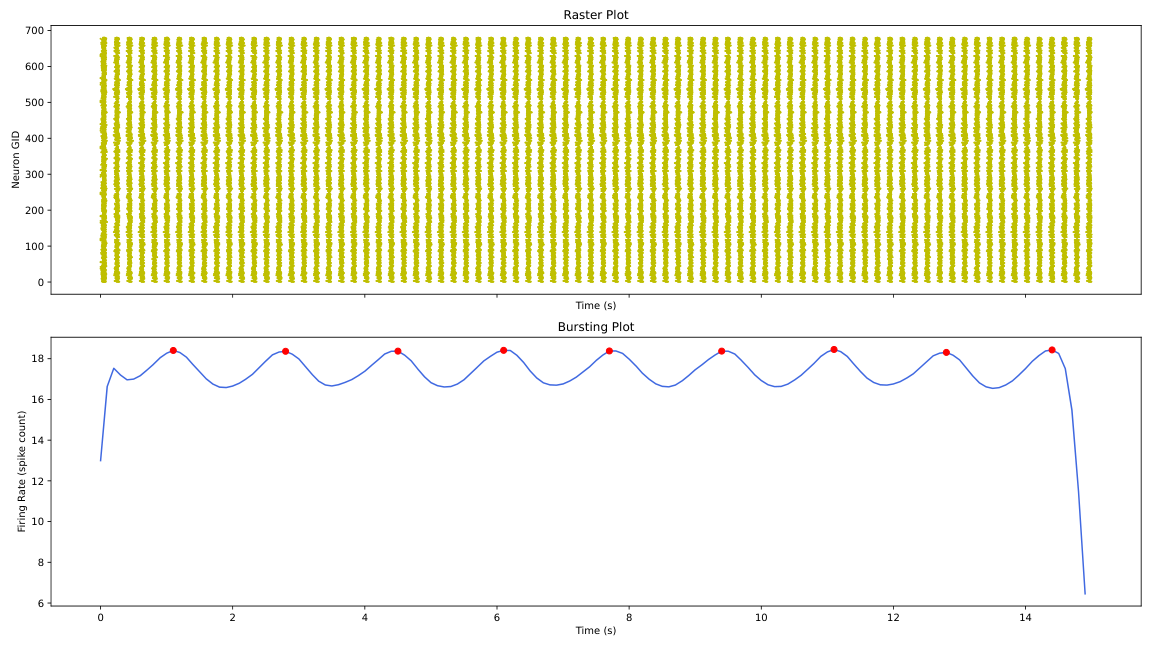 Raster Plot
700
600
500
400
300
200
100
0
Neuron GID
Time (s)
Bursting Plot
18
16
14
12
10
8
6
Firing Rate (spike count)
0 2 4 6 8 10 12 14
Time (s)